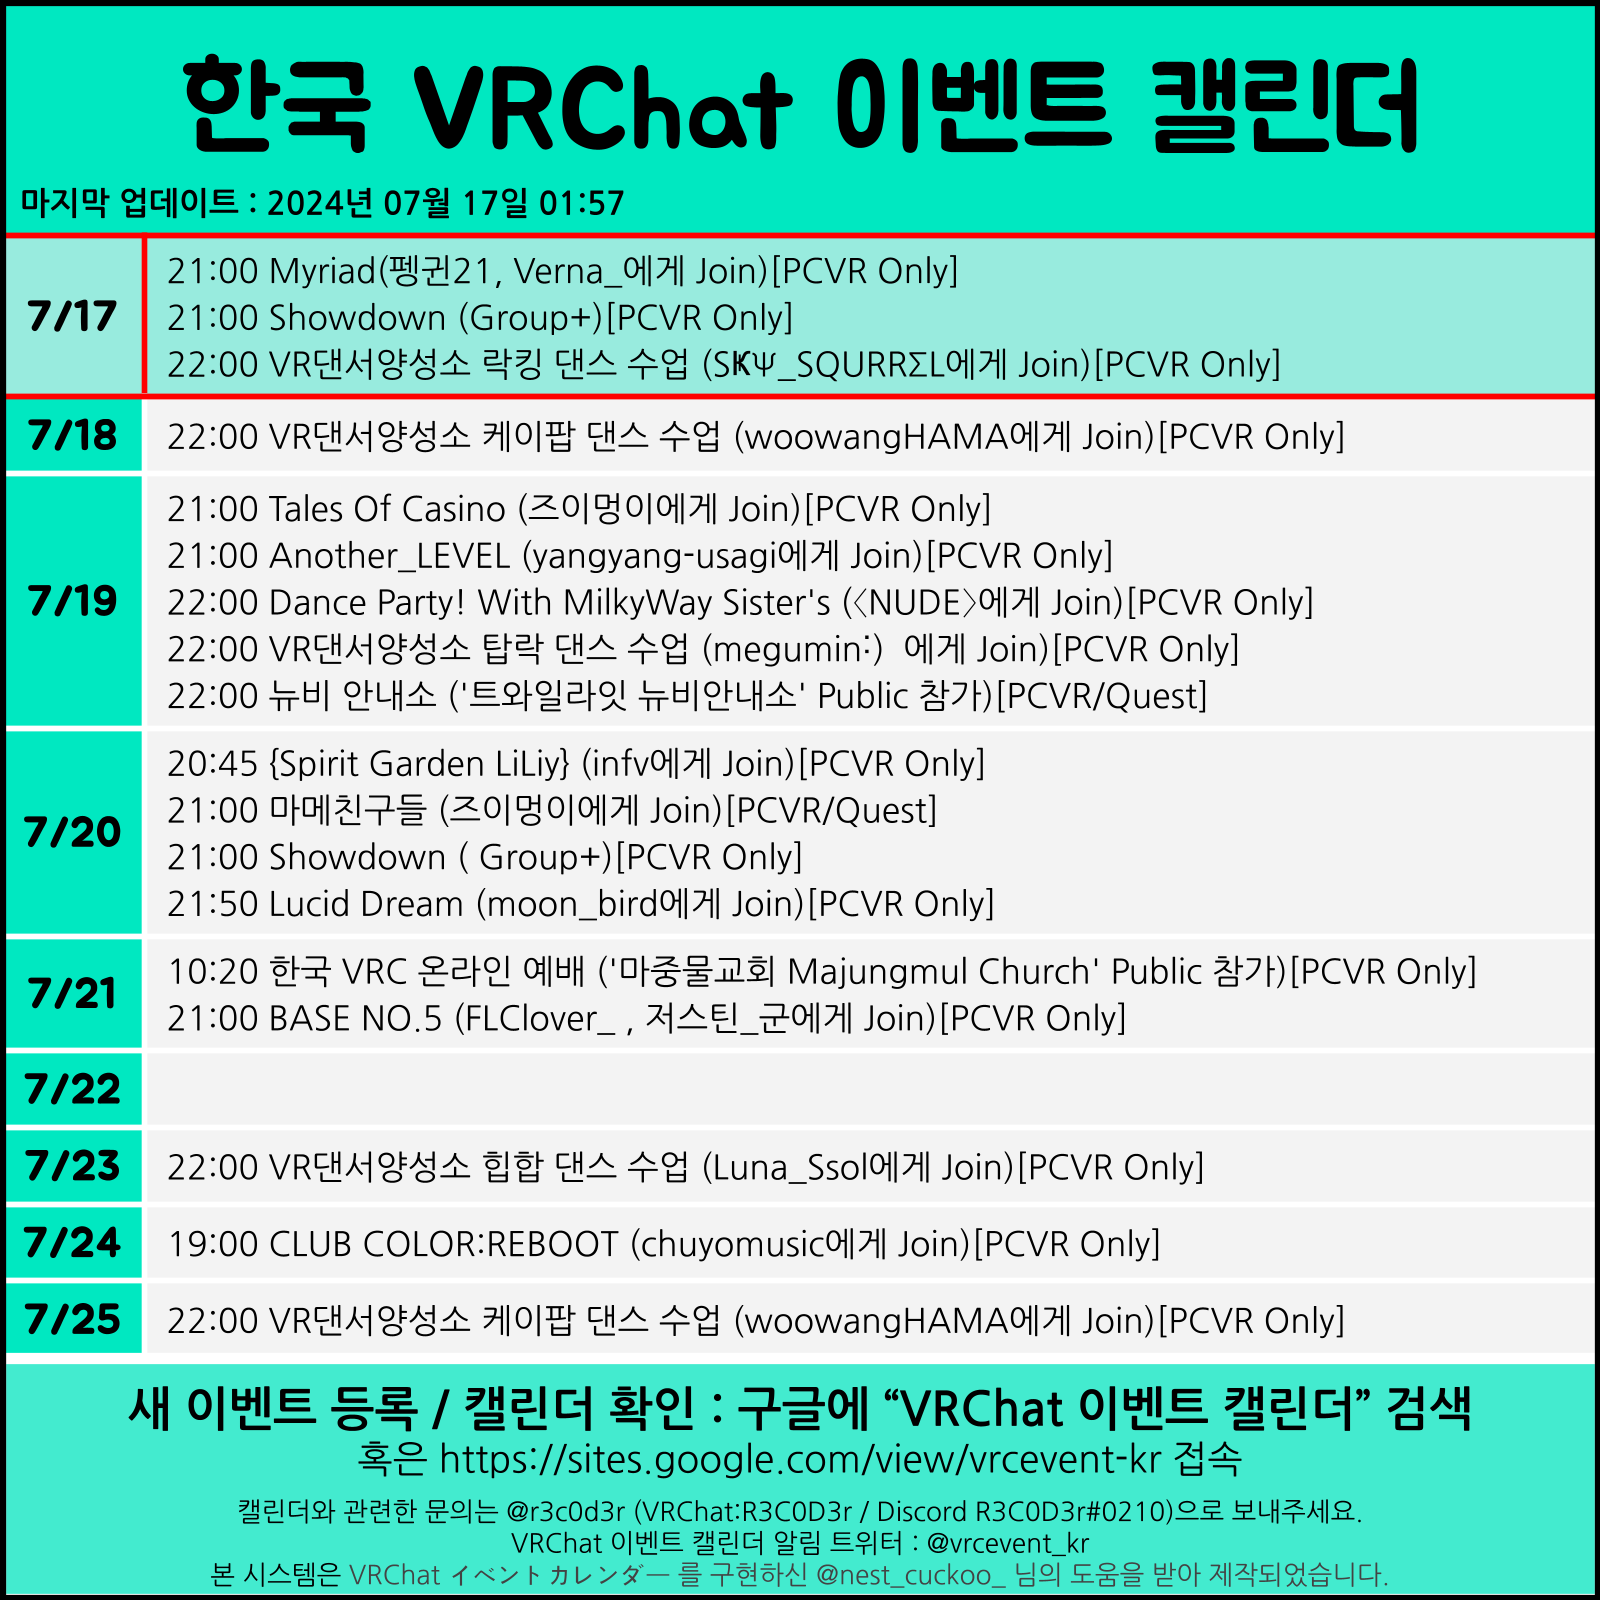 한국 VRChat 이벤트 캘린더
마지막 업데이트 : 2024년 07월 17일 01:57
7/17
21:00 Myriad(펭귄21, Verna_에게 Join)[PCVR Only]
21:00 Showdown (Group+)[PCVR Only]
22:00 VR댄서양성소 락킹 댄스 수업 (SƘΨ_SQURRΣL에게 Join)[PCVR Only]
7/18
22:00 VR댄서양성소 케이팝 댄스 수업 (woowangHAMA에게 Join)[PCVR Only]
7/19
21:00 Tales Of Casino (즈이멍이에게 Join)[PCVR Only]
21:00 Another_LEVEL (yangyang-usagi에게 Join)[PCVR Only]
22:00 Dance Party! With MilkyWay Sister's (〈NUDE〉에게 Join)[PCVR Only]
22:00 VR댄서양성소 탑락 댄스 수업 (megumin:) 에게 Join)[PCVR Only]
22:00 뉴비 안내소 ('트와일라잇 뉴비안내소' Public 참가)[PCVR/Quest]
7/20
20:45 {Spirit Garden LiLiy} (infv에게 Join)[PCVR Only]
21:00 마메친구들 (즈이멍이에게 Join)[PCVR/Quest]
21:00 Showdown ( Group+)[PCVR Only]
21:50 Lucid Dream (moon_bird에게 Join)[PCVR Only]
7/21
10:20 한국 VRC 온라인 예배 ('마중물교회 Majungmul Church' Public 참가)[PCVR Only]
21:00 BASE NO.5 (FLClover_ , 저스틴_군에게 Join)[PCVR Only]
7/22
7/23
22:00 VR댄서양성소 힙합 댄스 수업 (Luna_Ssol에게 Join)[PCVR Only]
7/24
19:00 CLUB COLOR:REBOOT (chuyomusic에게 Join)[PCVR Only]
7/25
22:00 VR댄서양성소 케이팝 댄스 수업 (woowangHAMA에게 Join)[PCVR Only]
새 이벤트 등록 / 캘린더 확인 : 구글에 “VRChat 이벤트 캘린더” 검색
혹은 https://sites.google.com/view/vrcevent-kr 접속
캘린더와 관련한 문의는 @r3c0d3r (VRChat:R3C0D3r / Discord R3C0D3r#0210)으로 보내주세요.
VRChat 이벤트 캘린더 알림 트위터 : @vrcevent_kr
본 시스템은 VRChat イベントカレンダー 를 구현하신 @nest_cuckoo_ 님의 도움을 받아 제작되었습니다.